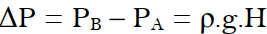 ΔP = P_B – P_A = ρ.g.H